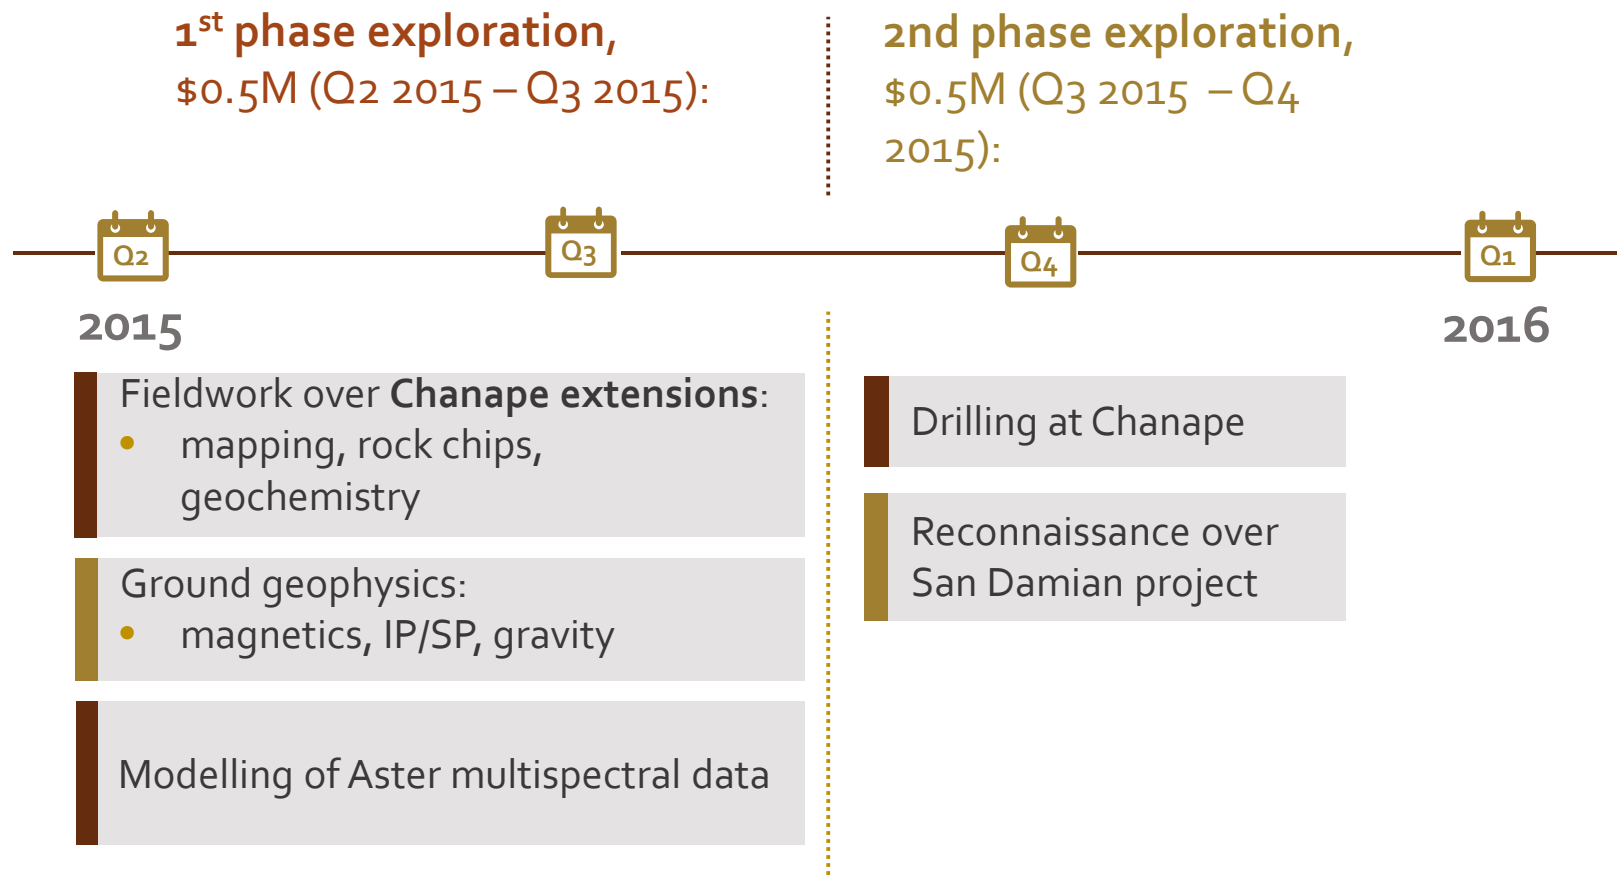 1st phase exploration,
$0.5M (Q2 2015 – Q3 2015):
2nd phase exploration,
$0.5M (Q3 2015 – Q4
2015):
Q2
Q3
Q4
Q1
2015
2016
Fieldwork over Chanape extensions:
• mapping, rock chips,
geochemistry
Ground geophysics:
• magnetics, IP/SP, gravity
Modelling of Aster multispectral data
Drilling at Chanape
Reconnaissance over
San Damian project